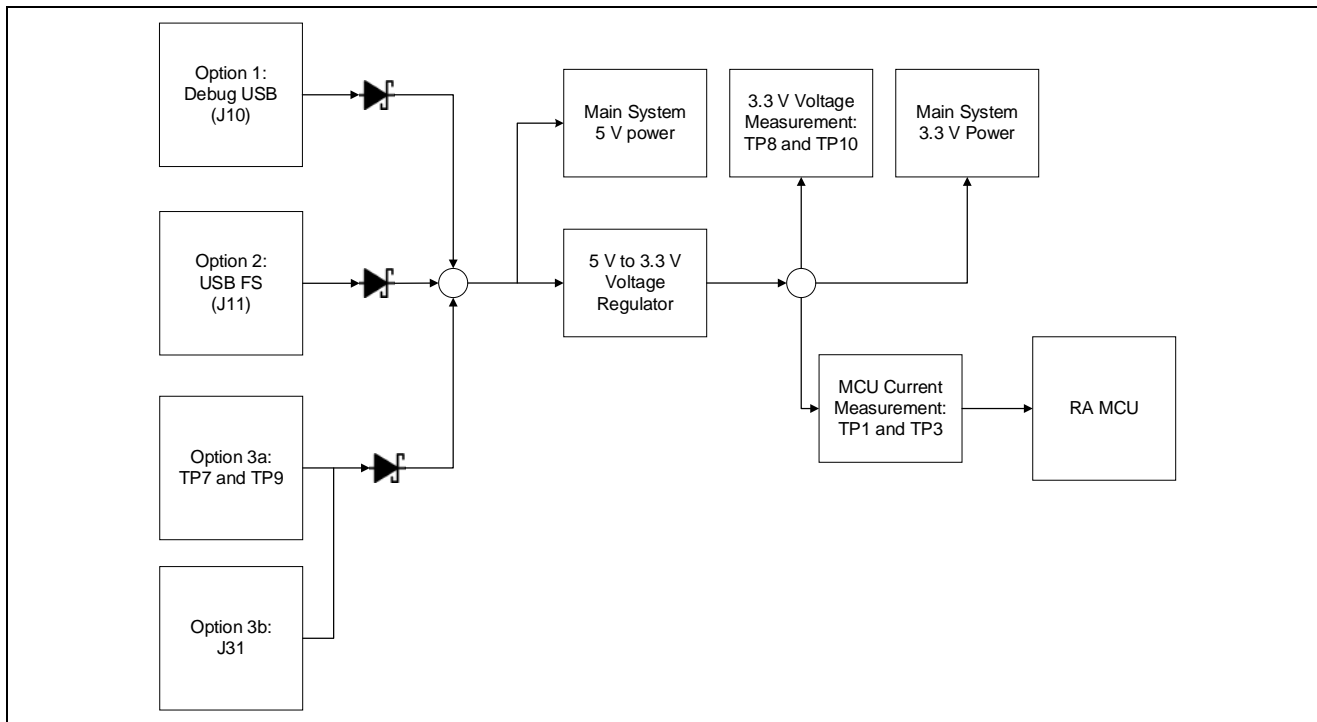 Option 1:
Debug USB
(J10)
Main System
5 V power
3.3 V Voltage
Measurement:
TP8 and TP10
Main System
3.3 V Power
Option 2:
USB FS
(J11)
5 V to 3.3 V
Voltage
Regulator
Option 3a:
TP7 and TP9
MCU Current
Measurement:
TP1 and TP3
RA MCU
Option 3b:
J31